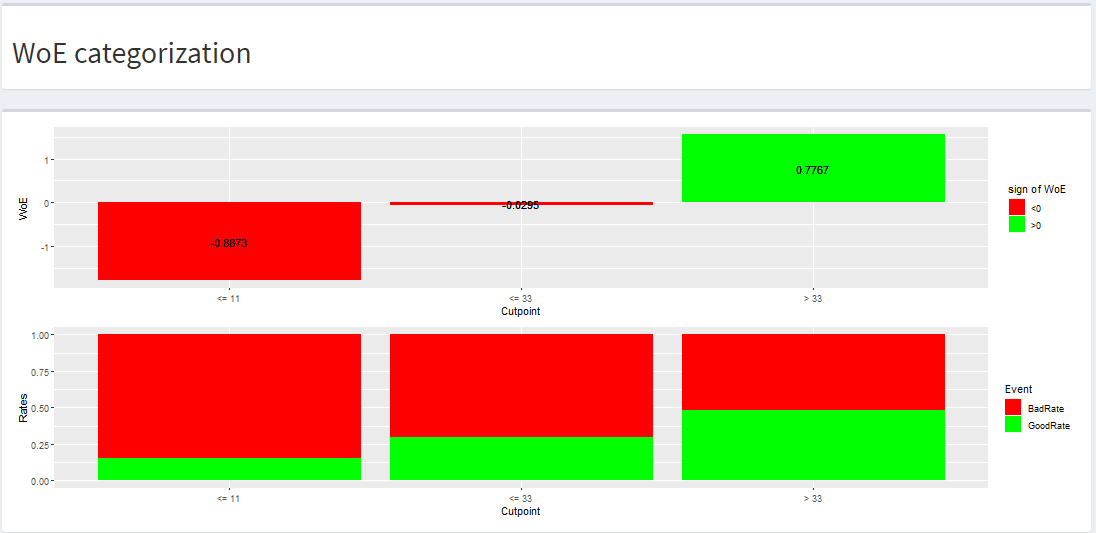 WoE categorization
1
0
-1
WoE
0.7767
-0.0295
-0.8873
<= 11
<= 33
> 33
Cutpoint
sign of WoE
<0
>0
1.00
0.75
0.50
0.25
0.00
Rates
<= 11
<= 33
> 33
Cutpoint
Event
BadRate
GoodRate